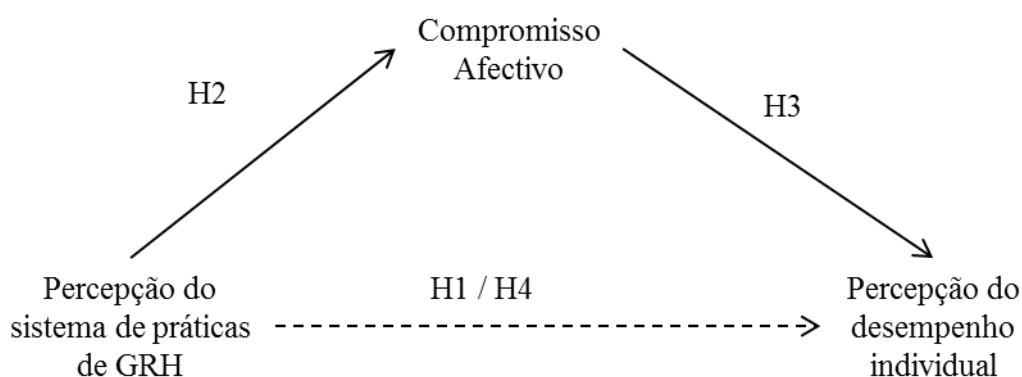 Compromisso
Afectivo
H2
H3
Percepção do
sistema de práticas
de GRH
H1 / H4
Percepção do
desempenho
individual